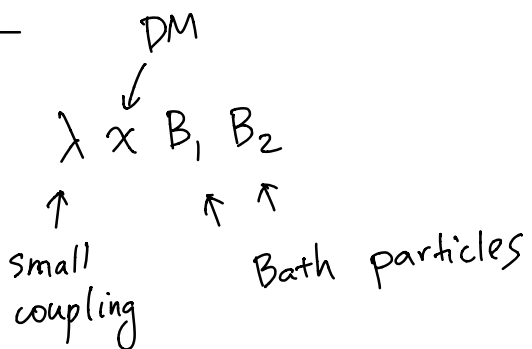 DM
λ χ B₁ B₂
small
coupling
Bath particles